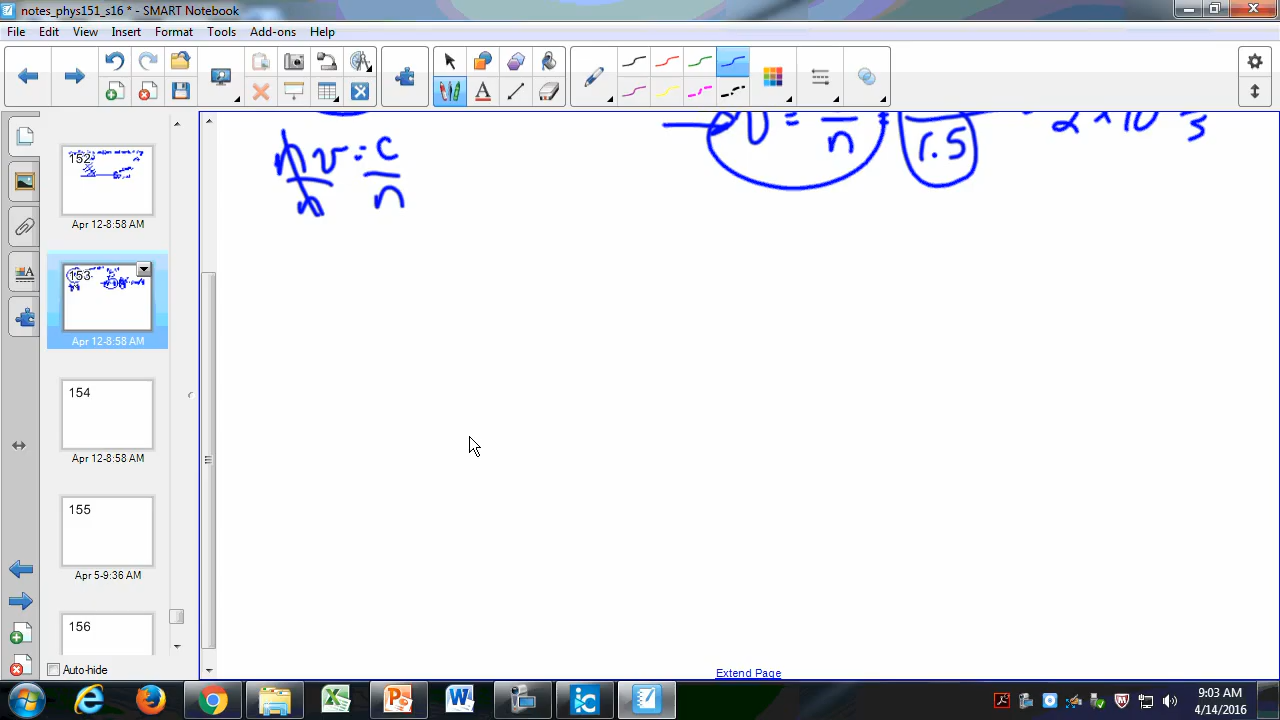 notes_phys151_s16 * - SMART Notebook
File Edit View Insert Format Tools Add-ons Help
152
Apr 12-8:58 AM
153
Apr 12-8:58 AM
154
Apr 12-8:58 AM
155
Apr 5-9:36 AM
156
Auto-hide
n v = c
n n
v = n
1.5
2 x 10
s
Extend Page
9:03 AM
4/14/2016